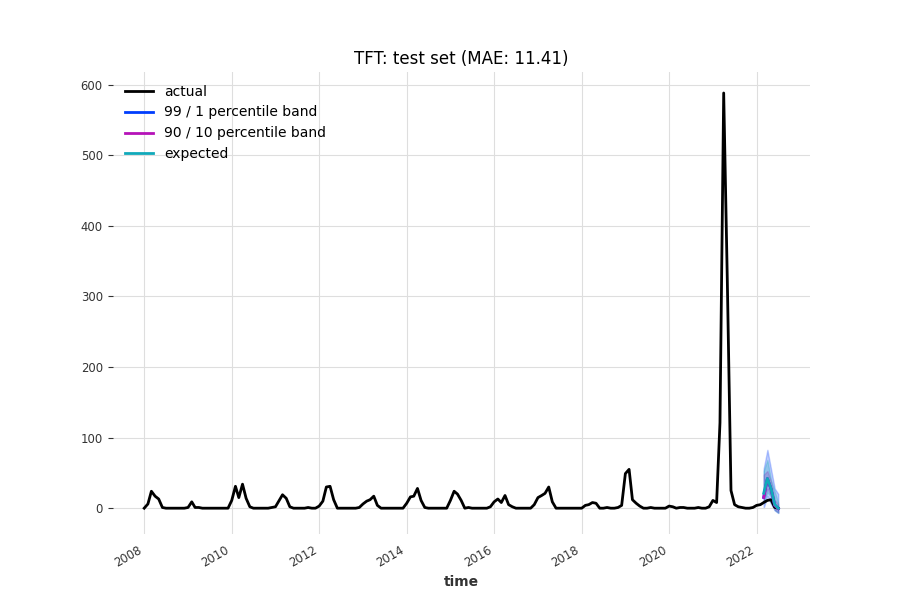 TFT: test set (MAE: 11.41)
actual
99 / 1 percentile band
90 / 10 percentile band
expected
600
500
400
300
200
100
0
2008
2010
2012
2014
2016
2018
2020
2022
time